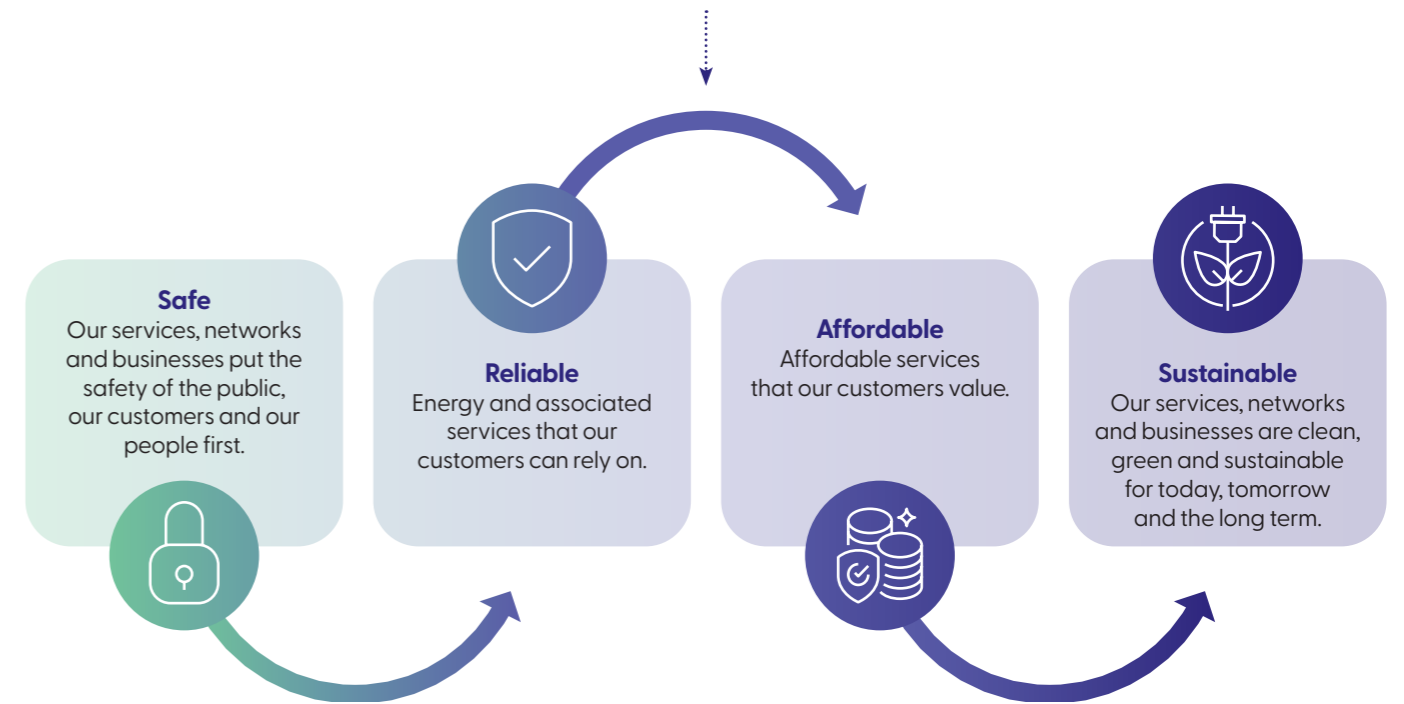 Safe
Our services, networks
and businesses put the
safety of the public,
our customers and our
people first.
Reliable
Energy and associated
services that our
customers can rely on.
Affordable
Affordable services
that our customers value.
Sustainable
Our services, networks
and businesses are clean,
green and sustainable
for today, tomorrow
and the long term.